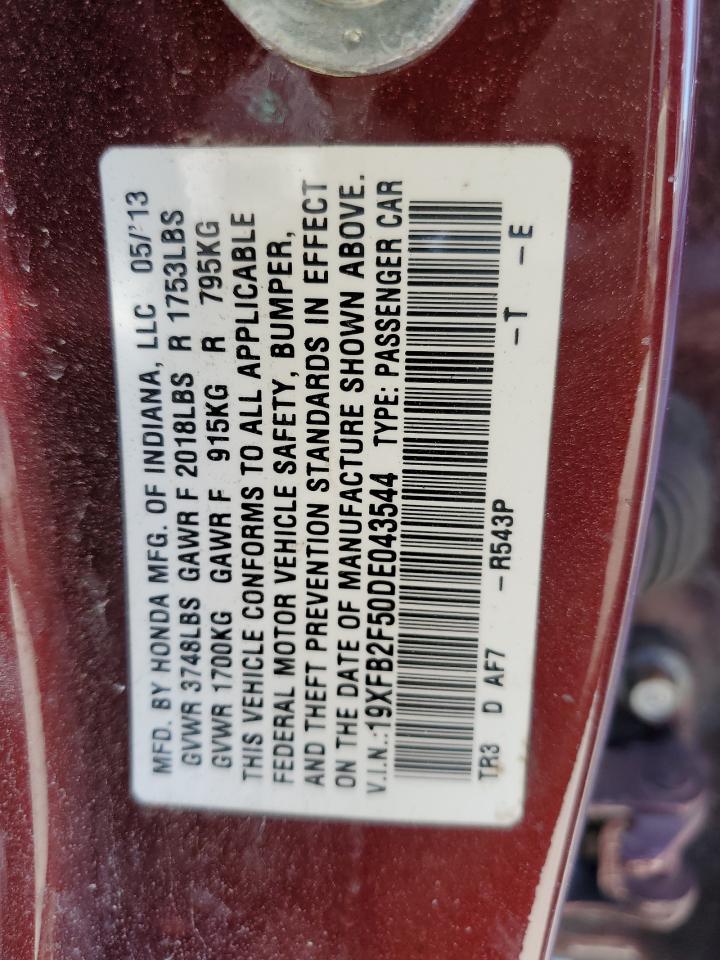 MFD. BY HONDA MFG. OF INDIANA, LLC 05/'13
GVWR 3748LBS GAWR F 2018LBS R 1753LBS
GVWR 1700KG GAWR F 915KG R 795KG
THIS VEHICLE CONFORMS TO ALL APPLICABLE
FEDERAL MOTOR VEHICLE SAFETY, BUMPER,
AND THEFT PREVENTION STANDARDS IN EFFECT
ON THE DATE OF MANUFACTURE SHOWN ABOVE.
V.I.N.:19XFB2F50DE043544 TYPE: PASSENGER CAR
TR3 D AF7 -R543P -T -E